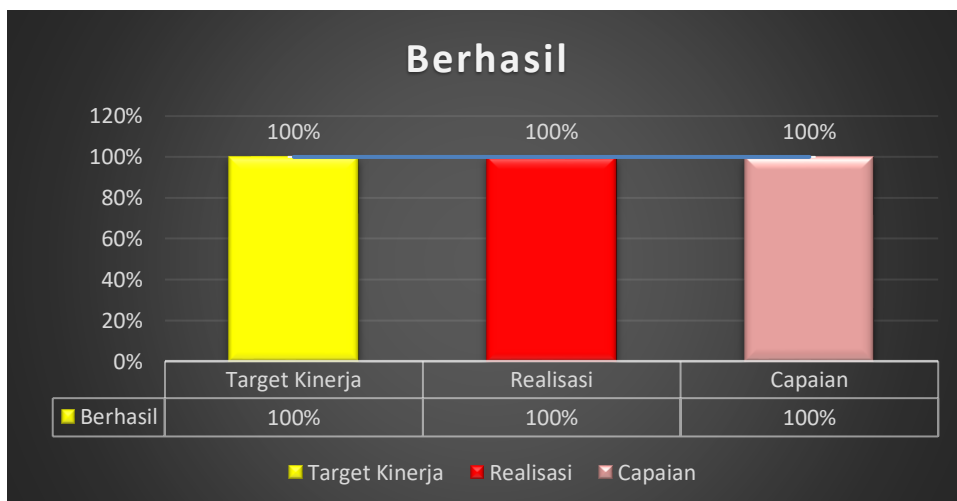 Berhasil
120%
100%
80%
60%
40%
20%
0%
100% 100% 100%
Target Kinerja Realisasi Capaian
Berhasil 100% 100% 100%
Target Kinerja Realisasi Capaian